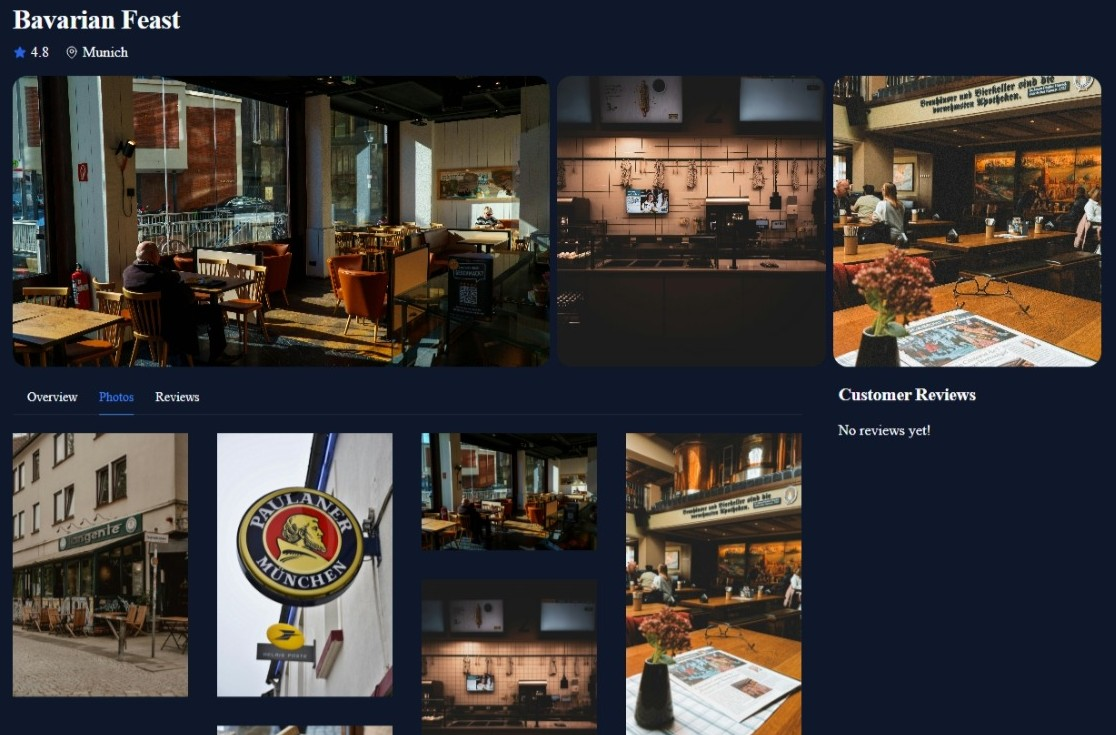 Bavarian Feast
4.8 Munich
Brauhäuser und Bierkeller sind die
vornehmsten Apotheken.
Overview Photos Reviews
Customer Reviews
No reviews yet!
PAULANER
MÜNCHEN
Brauhäuser und Bierkeller sind die
vornehmsten Apotheken.